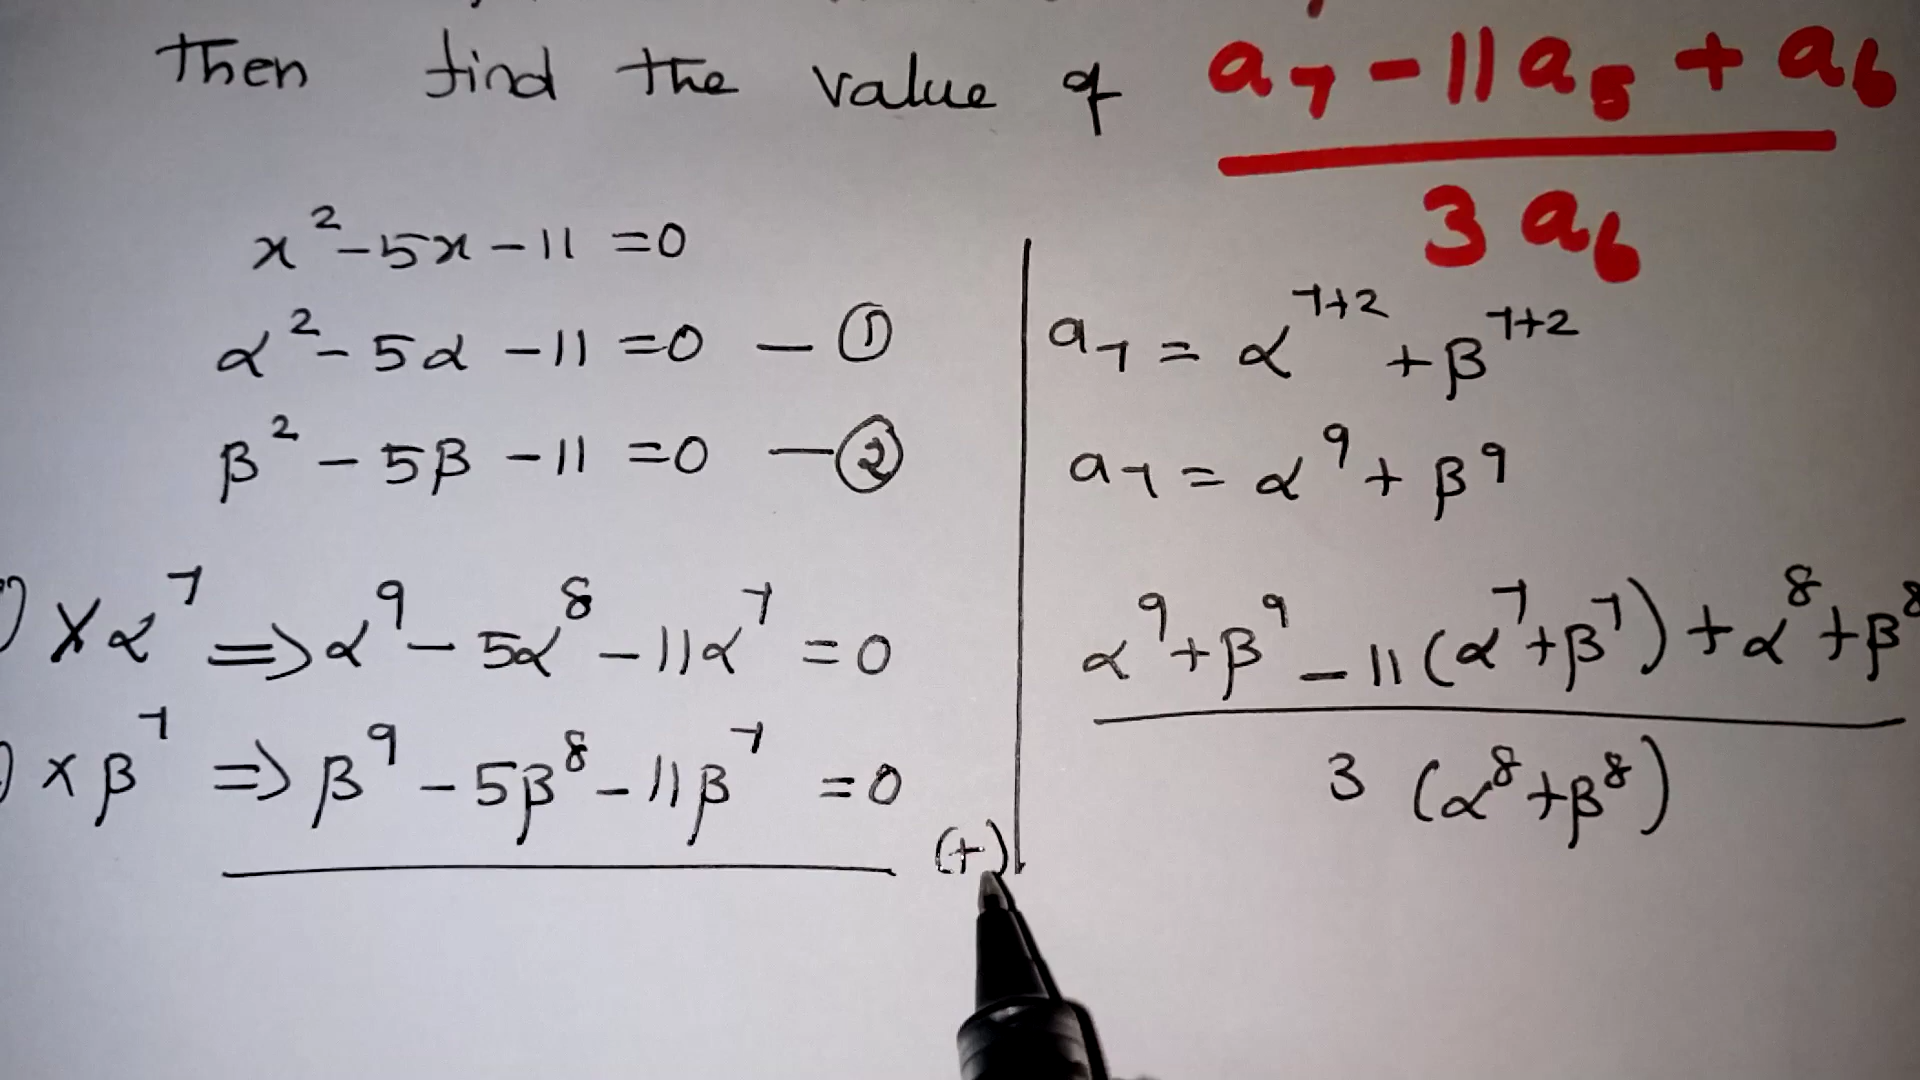 Then find the value of a₇ - 11a₅ + a₆
3a₆
x² - 5x - 11 = 0
α² - 5α - 11 = 0 — ①
β² - 5β - 11 = 0 — ②
) × α⁷ ⇒ α⁹ - 5α⁸ - 11α⁷ = 0
) × β⁷ ⇒ β⁹ - 5β⁸ - 11β⁷ = 0
(+)
a₇ = α⁷⁺² + β⁷⁺²
a₇ = α⁹ + β⁹
α⁹ + β⁹ - 11(α⁷ + β⁷) + α⁸ + β⁸
3 (α⁸ + β⁸)